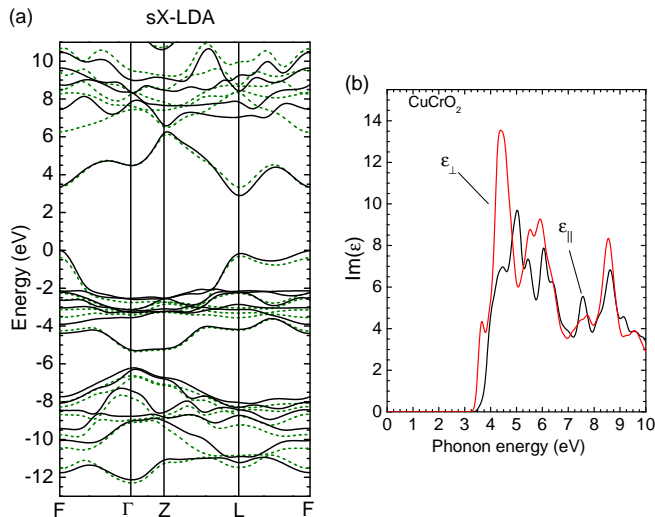 (a)
sX-LDA
Energy (eV)
10
8
6
4
2
0
-2
-4
-6
-8
-10
-12
F
Γ
Z
L
F
(b)
CuCrO2
ε⊥
ε||
Im(ε)
14
12
10
8
6
4
2
0
0 1 2 3 4 5 6 7 8 9 10
Phonon energy (eV)